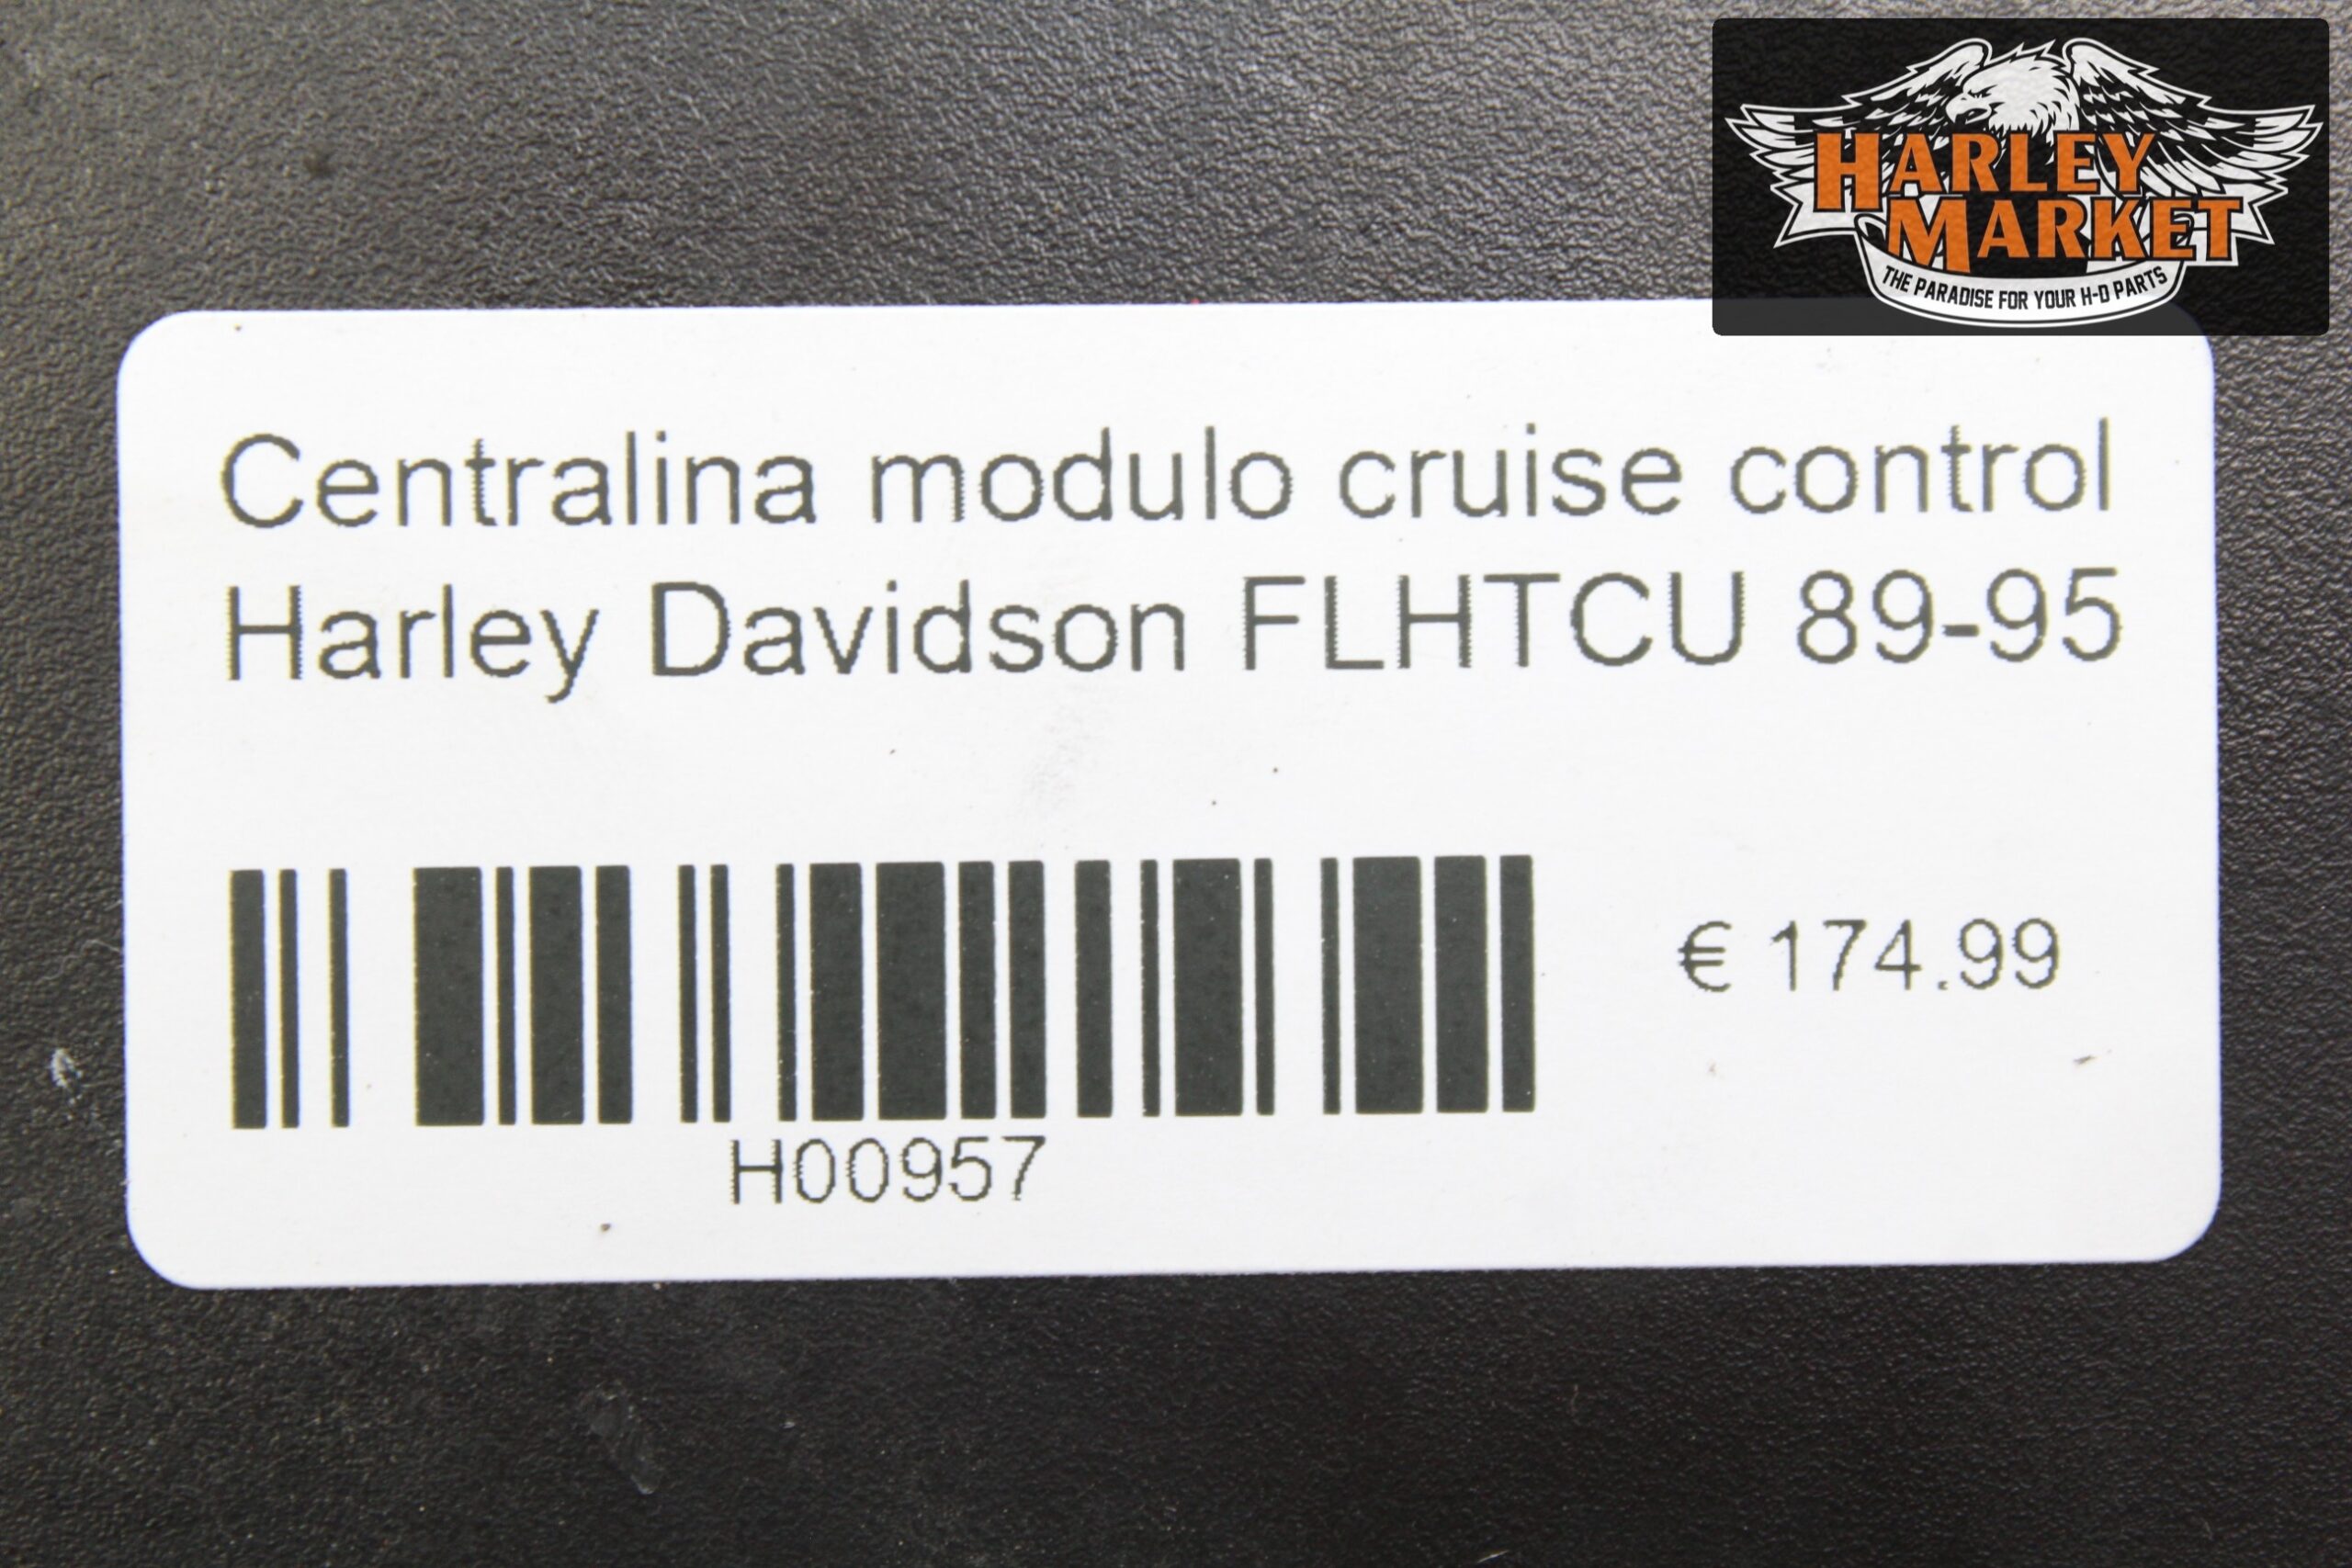 HARLEY
MARKET
THE PARADISE FOR YOUR H-D PARTS
Centralina modulo cruise control
Harley Davidson FLHTCU 89-95
€ 174.99
H00957